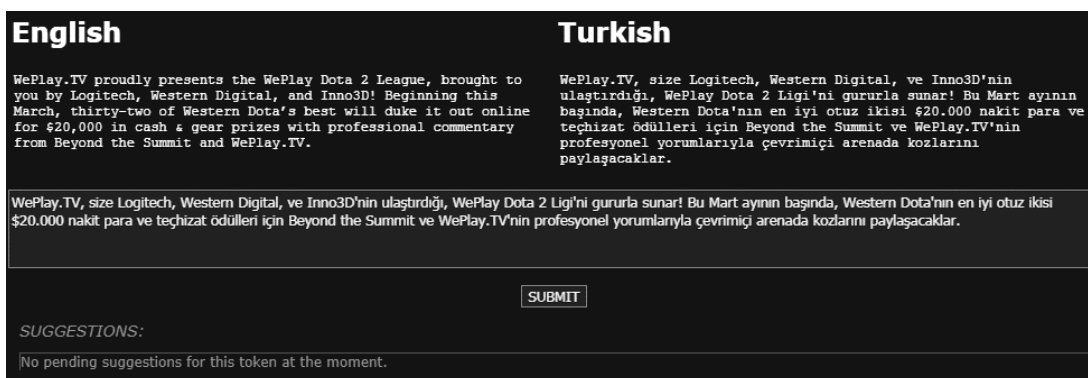 English
WePlay.TV proudly presents the WePlay Dota 2 League, brought to
you by Logitech, Western Digital, and Inno3D! Beginning this
March, thirty-two of Western Dota's best will duke it out online
for $20,000 in cash & gear prizes with professional commentary
from Beyond the Summit and WePlay.TV.
Turkish
WePlay.TV, size Logitech, Western Digital, ve Inno3D'nin
ulaştırdığı, WePlay Dota 2 Ligi'ni gururla sunar! Bu Mart ayının
başında, Western Dota'nın en iyi otuz ikisi $20.000 nakit para ve
teçhizat ödülleri için Beyond the Summit ve WePlay.TV'nin
profesyonel yorumlarıyla çevrimiçi arenada kozlarını
paylaşacaklar.
WePlay.TV, size Logitech, Western Digital, ve Inno3D'nin ulaştırdığı, WePlay Dota 2 Ligi'ni gururla sunar! Bu Mart ayının başında, Western Dota'nın en iyi otuz ikisi
$20.000 nakit para ve teçhizat ödülleri için Beyond the Summit ve WePlay.TV'nin profesyonel yorumlarıyla çevrimiçi arenada kozlarını paylaşacaklar.
SUBMIT
SUGGESTIONS:
No pending suggestions for this token at the moment.